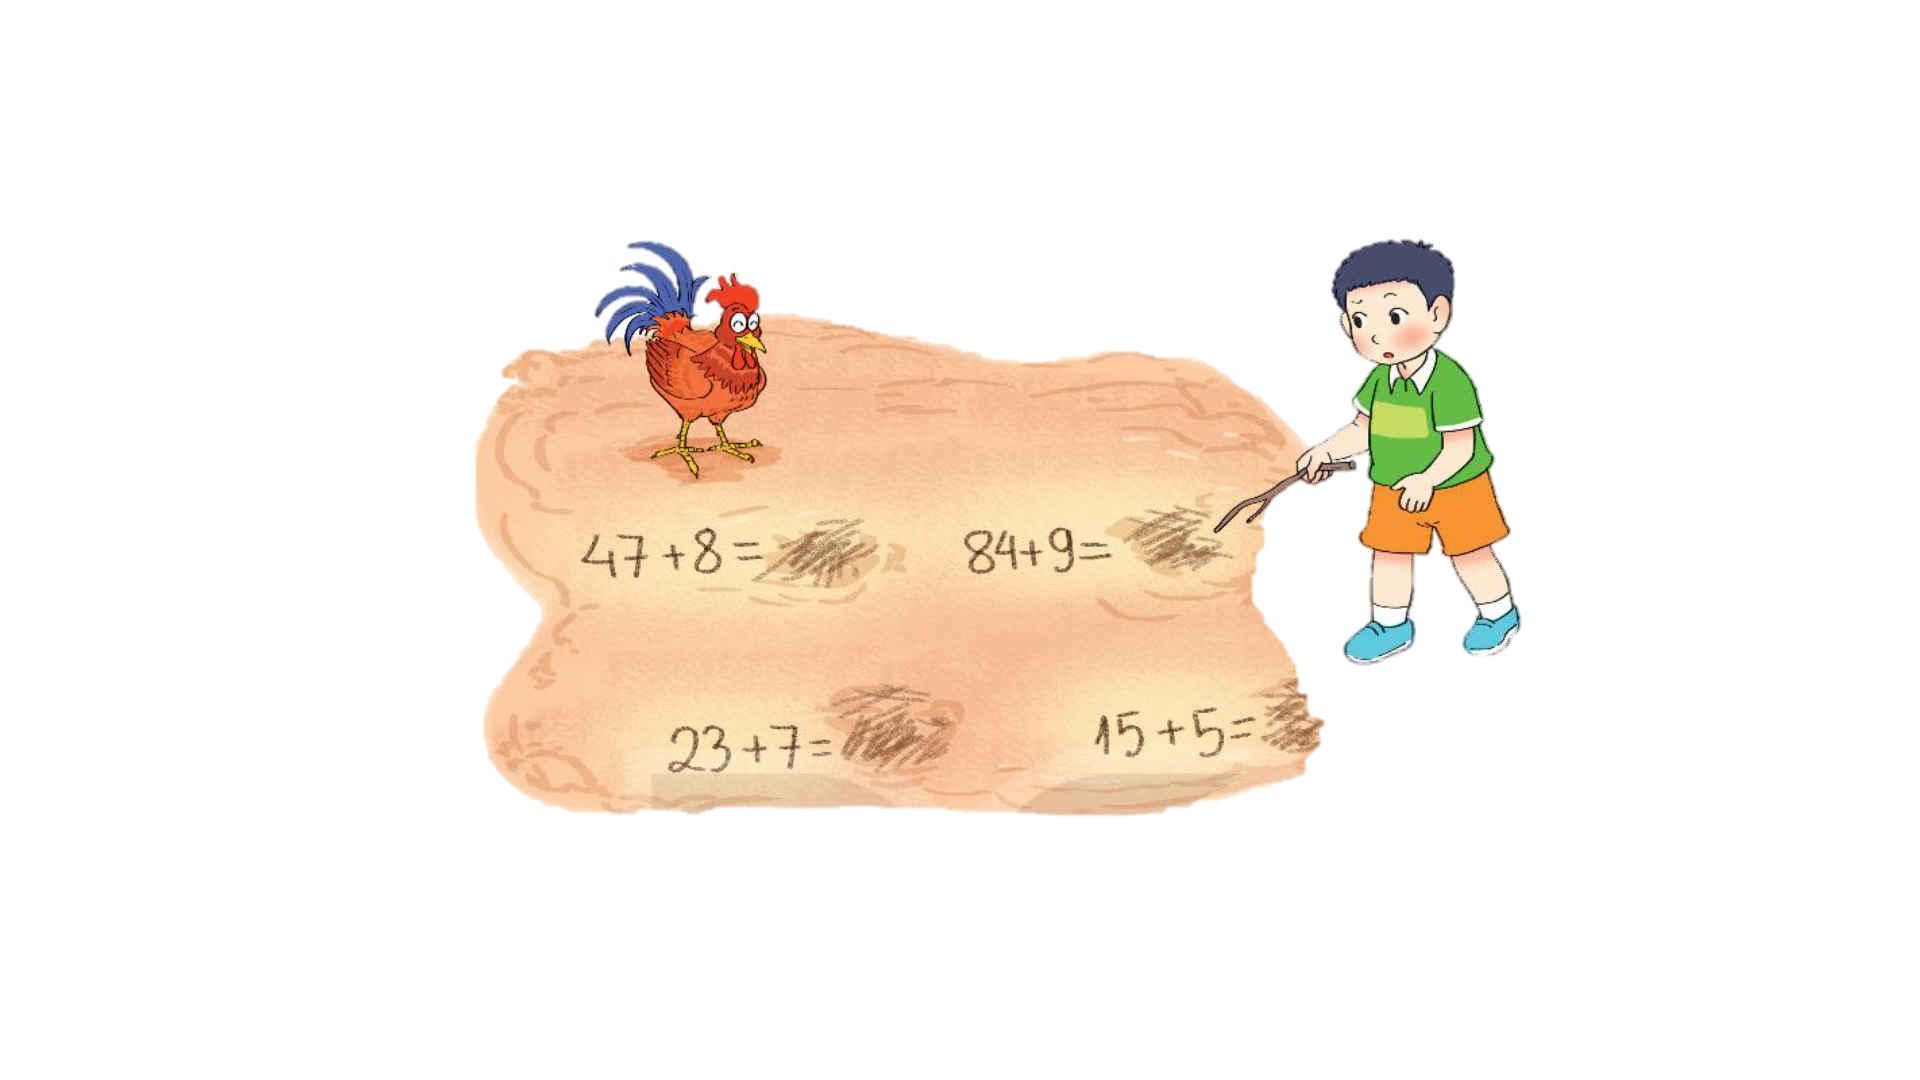 47+8=
84+9=
23+7=
15+5=